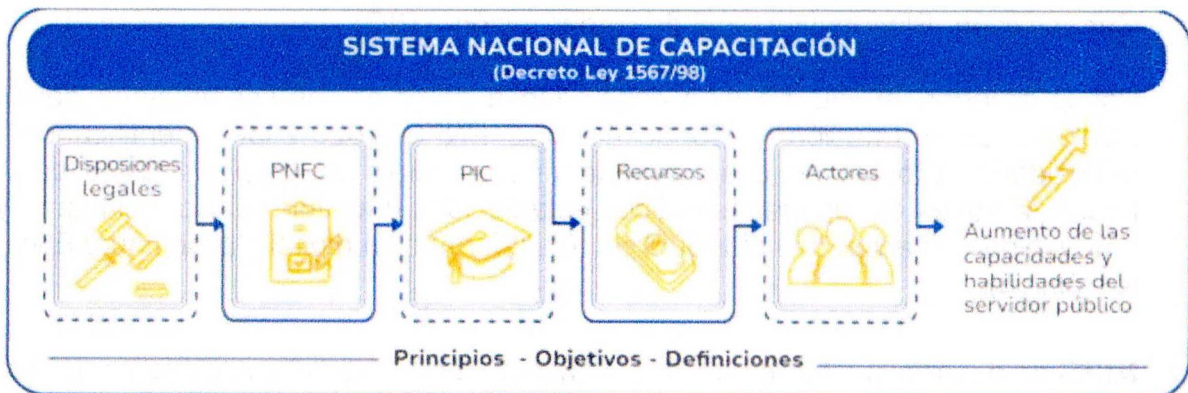 SISTEMA NACIONAL DE CAPACITACIÓN
(Decreto Ley 1567/98)
Disposiones
legales
PNFC
PIC
Recursos
Actores
Aumento de las
capacidades y
habilidades del
servidor público
Principios - Objetivos - Definiciones